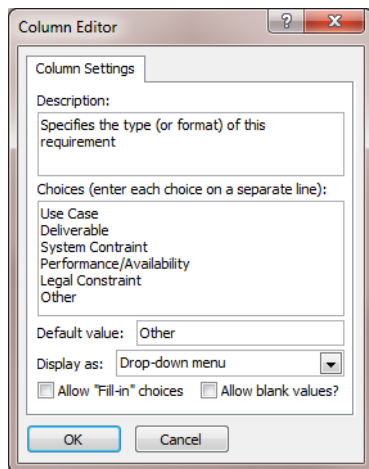 Column Editor
Column Settings
Description:
Specifies the type (or format) of this
requirement
Choices (enter each choice on a separate line):
Use Case
Deliverable
System Contraint
Performance/Availability
Legal Constraint
Other
Default value: Other
Display as: Drop-down menu
Allow "Fill-in" choices Allow blank values?
OK Cancel